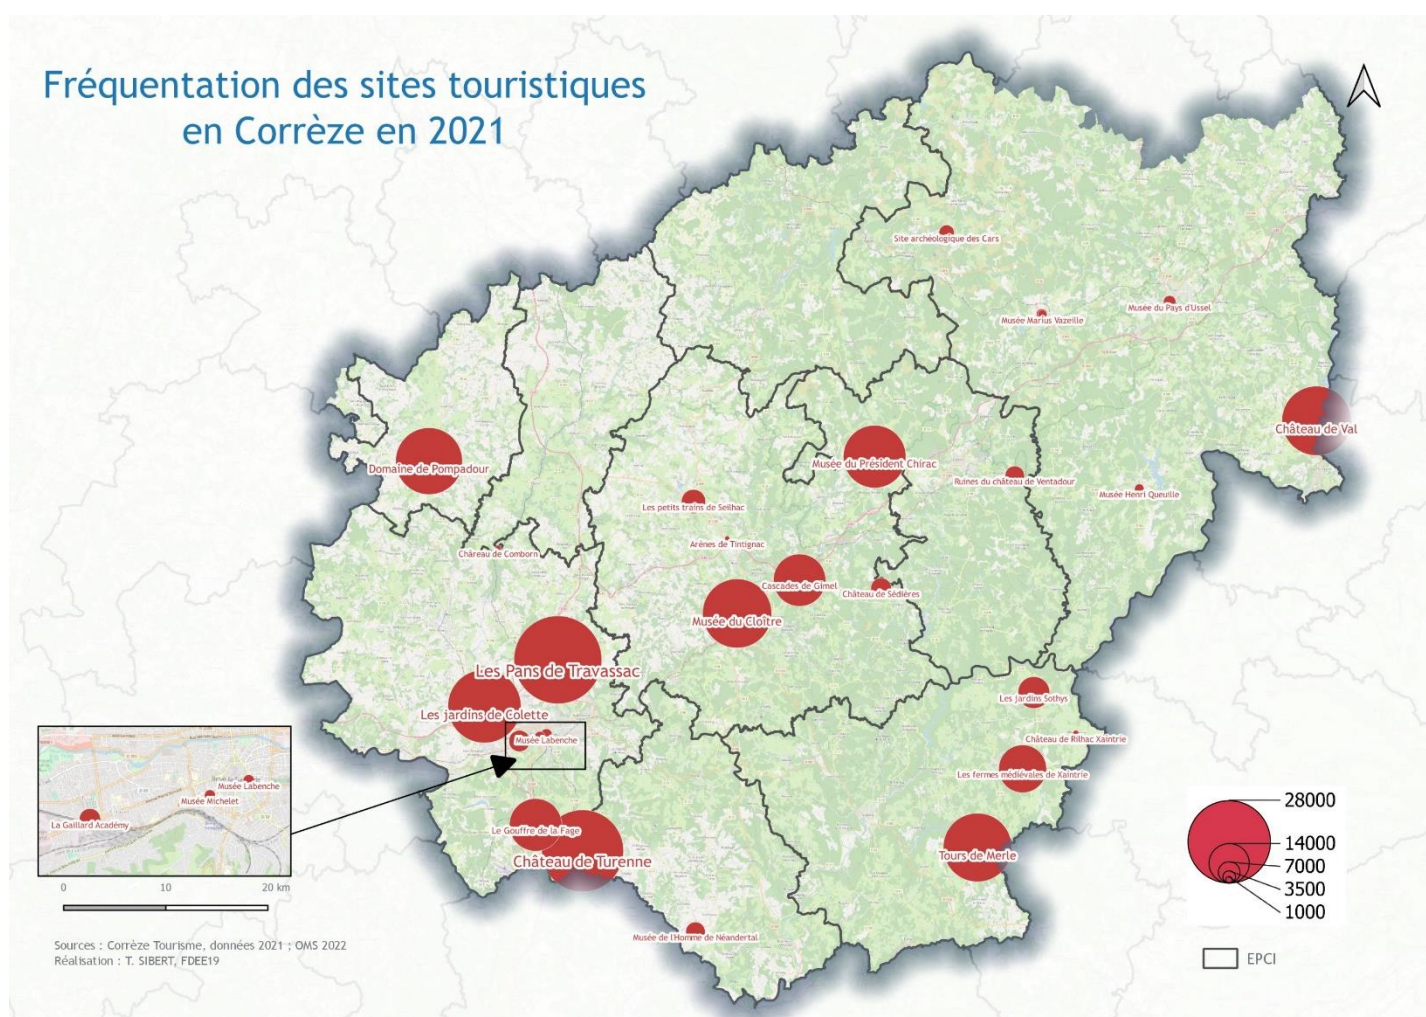 Fréquentation des sites touristiques
en Corrèze en 2021
Site archéologique des Cars
Musée du Pays d'Ussel
Musée Marius Vazeille
Château de Val
Domaine de Pompadour
Musée du Président Chirac
Ruines du château de Ventadour
Musée Henri Queuille
Les petits trains de Seilhac
Arènes de Tintignac
Châreau de Comborn
Cascades de Gimel
Château de Sédières
Musée du Cloître
Les Pans de Travassac
Les jardins Sothys
Les jardins de Colette
Musée Labenche
Château de Rilhac Xaintrie
Les fermes médiévales de Xaintrie
Musée Labenche
Musée Michelet
La Gaillard Académy
Le Gouffre de la Fage
Château de Turenne
Tours de Merle
Musée de l'Homme de Néandertal
0 10 20 km
28000
14000
7000
3500
1000
EPCI
Sources : Corrèze Tourisme, données 2021 ; OMS 2022
Réalisation : T. SIBERT, FDEE19